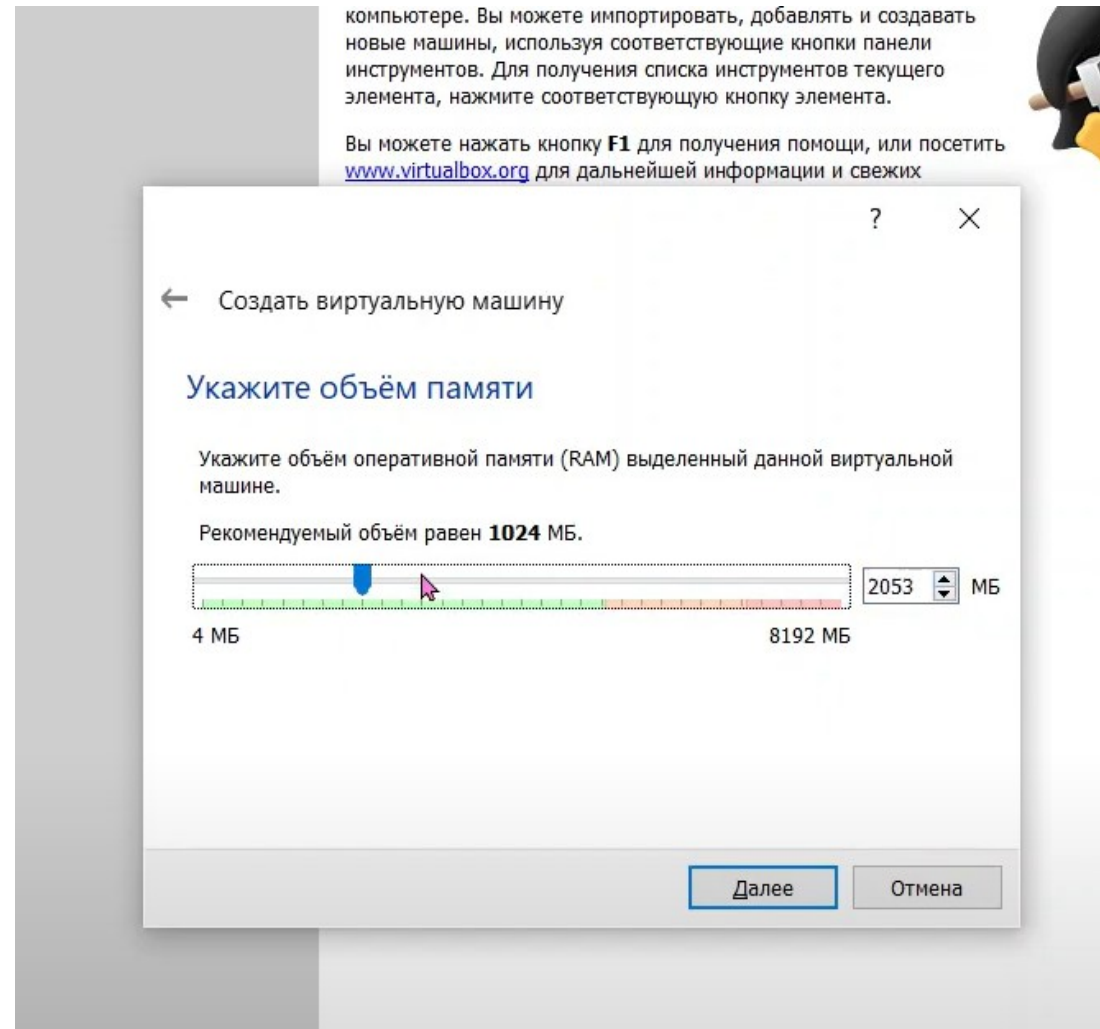 компьютере. Вы можете импортировать, добавлять и создавать
новые машины, используя соответствующие кнопки панели
инструментов. Для получения списка инструментов текущего
элемента, нажмите соответствующую кнопку элемента.
Вы можете нажать кнопку F1 для получения помощи, или посетить
www.virtualbox.org для дальнейшей информации и свежих
?
Создать виртуальную машину
Укажите объём памяти
Укажите объём оперативной памяти (RAM) выделенный данной виртуальной
машине.
Рекомендуемый объём равен 1024 МБ.
2053 МБ
4 МБ 8192 МБ
Далее Отмена